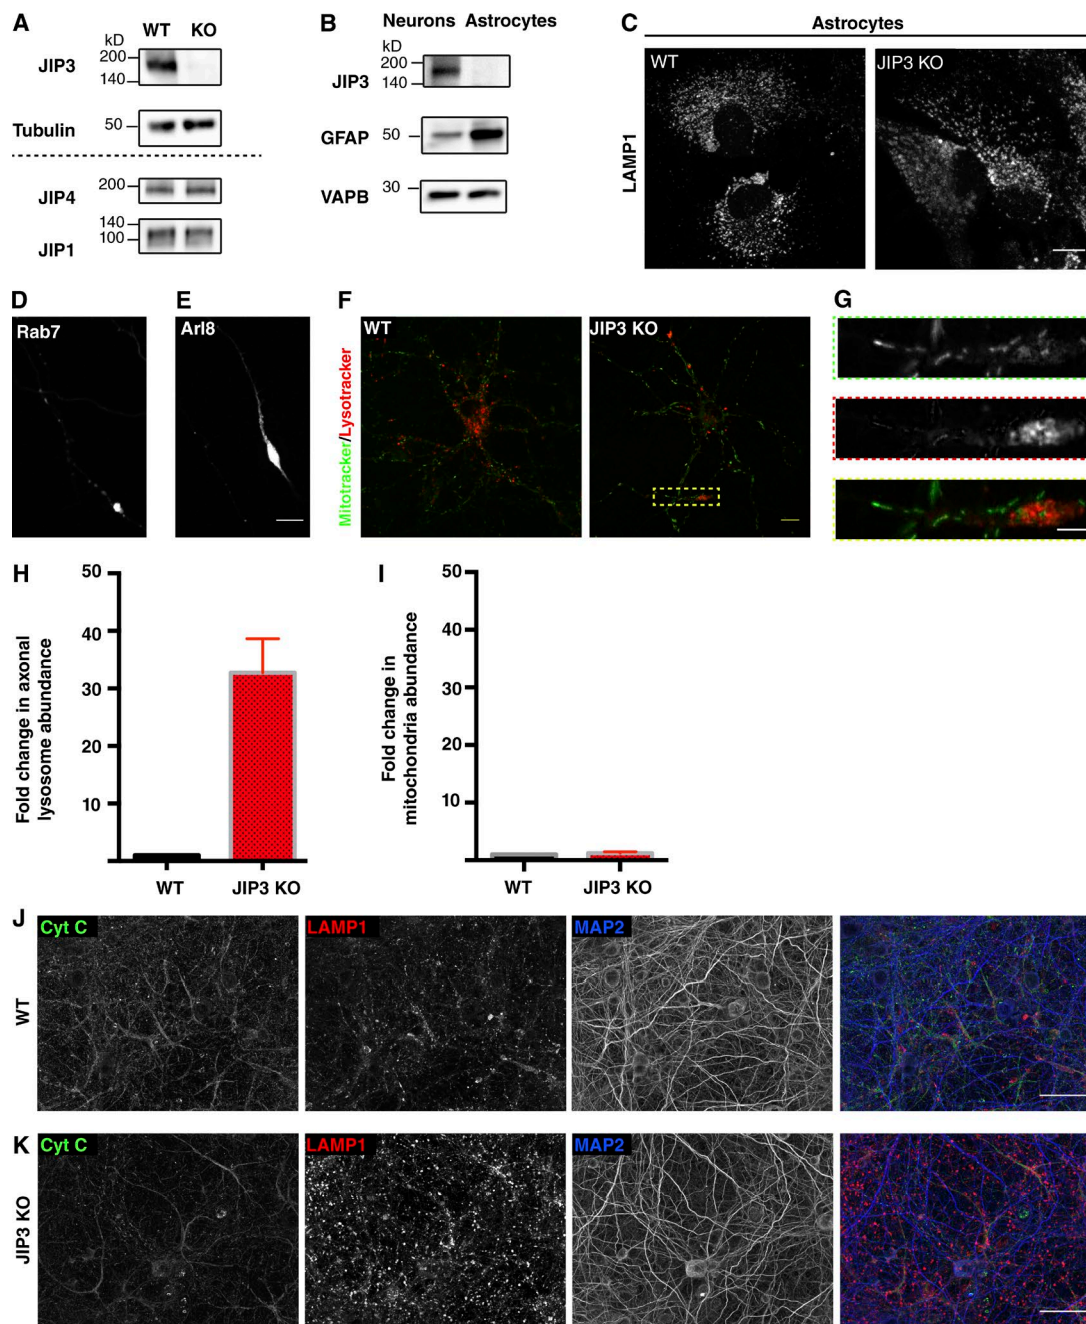 A
WT KO
kD
JIP3
200
140
Tubulin
50
JIP4
200
JIP1
140
100
B
Neurons Astrocytes
kD
JIP3
200
140
GFAP
50
VAPB
30
C
Astrocytes
LAMP1
WT
JIP3 KO
D
Rab7
E
Arl8
F
Mitotracker/Lysotracker
WT
JIP3 KO
G
H
Fold change in axonal
lysosome abundance
50
40
30
20
10
WT JIP3 KO
I
Fold change in
mitochondria abundance
50
40
30
20
10
WT JIP3 KO
J
WT
Cyt C
LAMP1
MAP2
K
JIP3 KO
Cyt C
LAMP1
MAP2